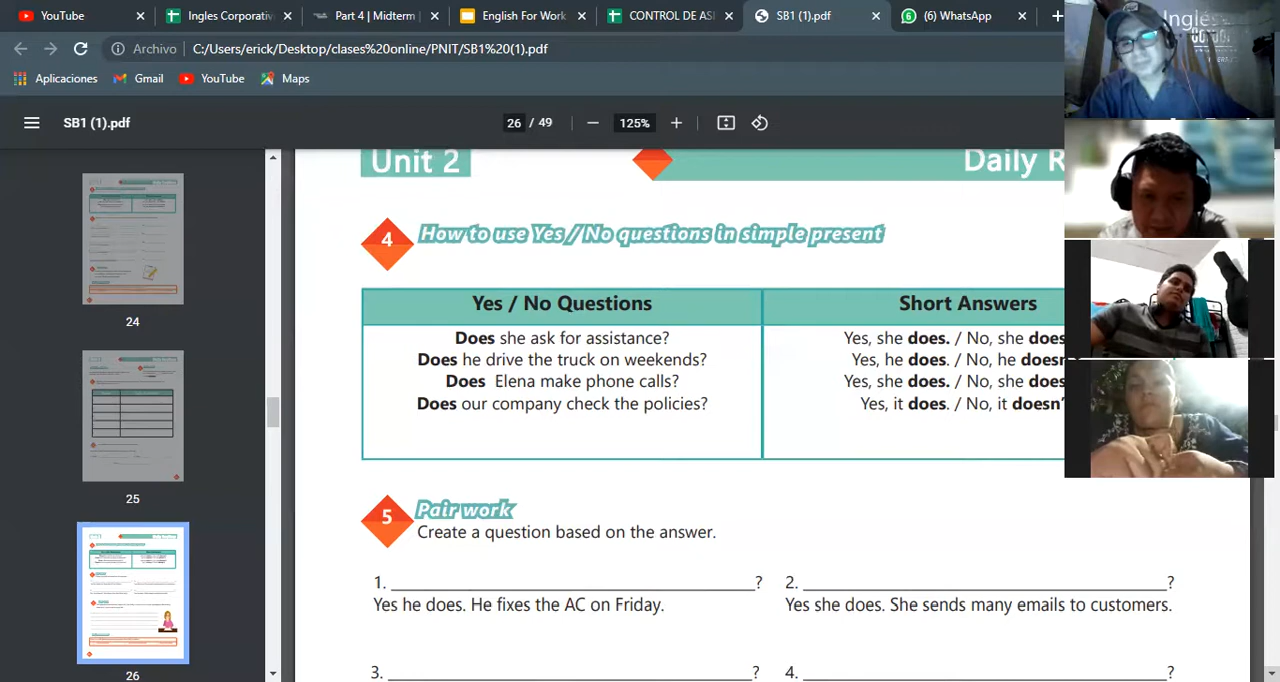 YouTube
Ingles Corporativ
Part 4 | Midterm
English For Work
CONTROL DE ASI
SB1 (1).pdf
(6) WhatsApp
Archivo C:/Users/erick/Desktop/clases%20online/PNIT/SB1%20(1).pdf
Aplicaciones Gmail YouTube Maps
SB1 (1).pdf 26 / 49 125%
24
25
26
Unit 2 Daily R
4 How to use Yes / No questions in simple present
Yes / No Questions Short Answers
Does she ask for assistance? Yes, she does. / No, she does
Does he drive the truck on weekends? Yes, he does. / No, he doesn
Does Elena make phone calls? Yes, she does. / No, she does
Does our company check the policies? Yes, it does. / No, it doesn'
5 Pair work
Create a question based on the answer.
1. ? 2. ?
Yes he does. He fixes the AC on Friday. Yes she does. She sends many emails to customers.
3. ? 4. ?
Inglés